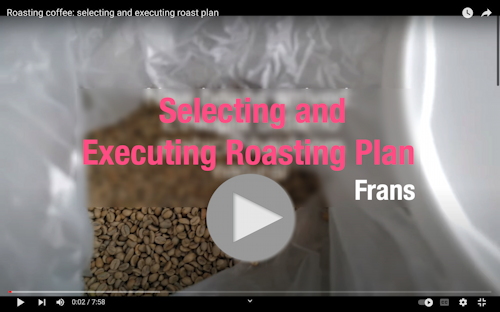 Roasting coffee: selecting and executing roast plan
Selecting and
Executing Roasting Plan
Frans
0:02 / 7:58